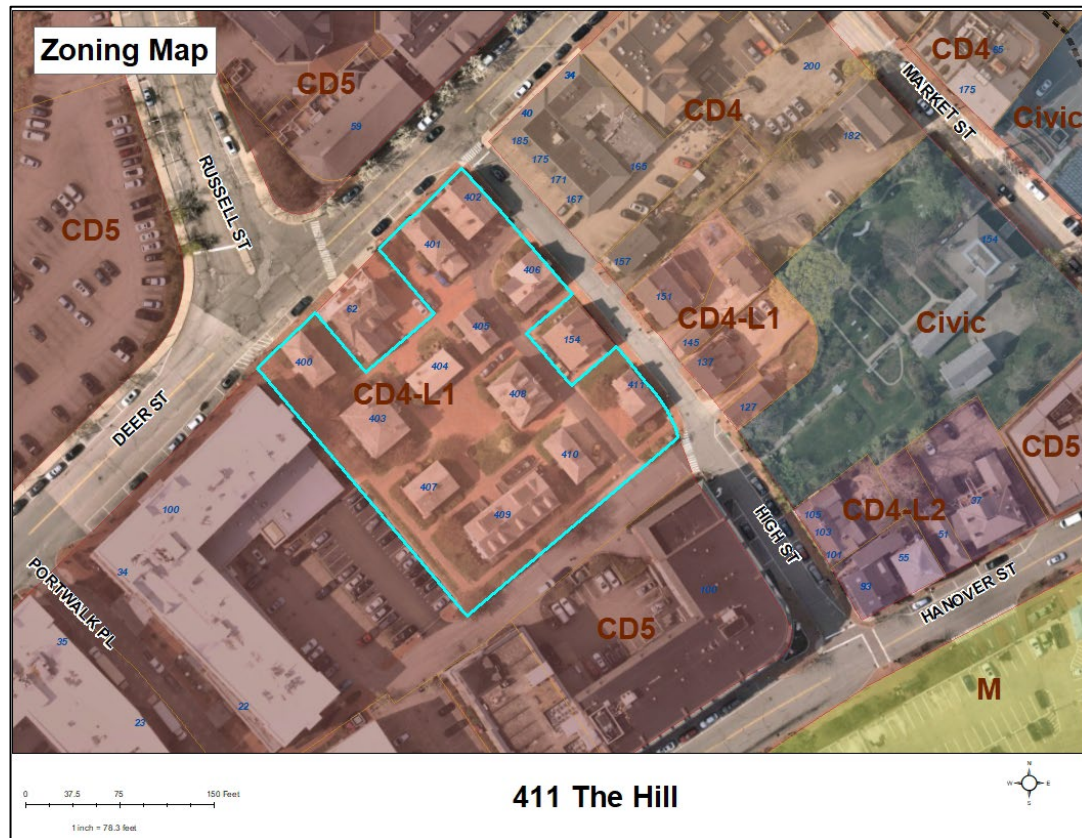 Zoning Map
CD5
59
34
40
185
175
171
167
165
CD4
200
182
CD4
65
175
MARKET ST
Civic
RUSSELL ST
CD5
402
401
406
157
62
405
154
151
CD4-L1
145
137
154
Civic
400
404
CD4-L1
403
408
411
127
DEER ST
410
407
409
CD5
100
34
PORTWALK PL
35
23
22
CD5
100
HIGH ST
105
103
101
CD4-L2
37
51
55
93
HANOVER ST
M
0 37.5 75 150 Feet
1 inch = 78.3 feet
411 The Hill
N
W E
S